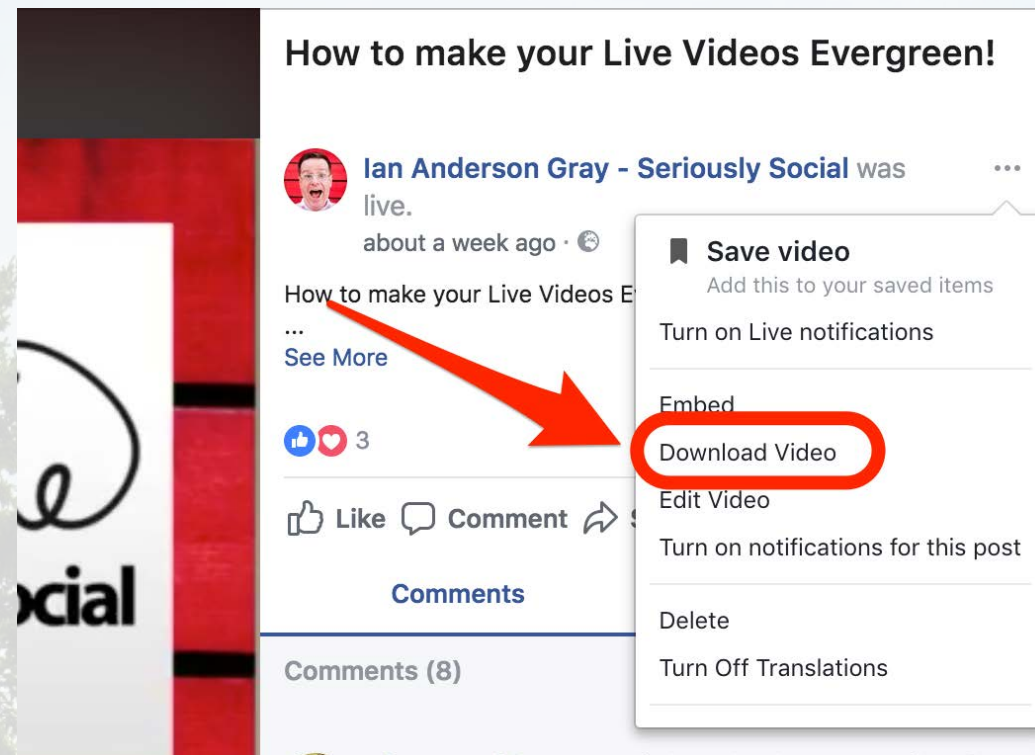 How to make your Live Videos Evergreen!
Ian Anderson Gray - Seriously Social was
live.
about a week ago ·
How to make your Live Videos E
...
See More
3
Like Comment
Comments
Comments (8)
Save video
Add this to your saved items
Turn on Live notifications
Embed
Download Video
Edit Video
Turn on notifications for this post
Delete
Turn Off Translations
ocial